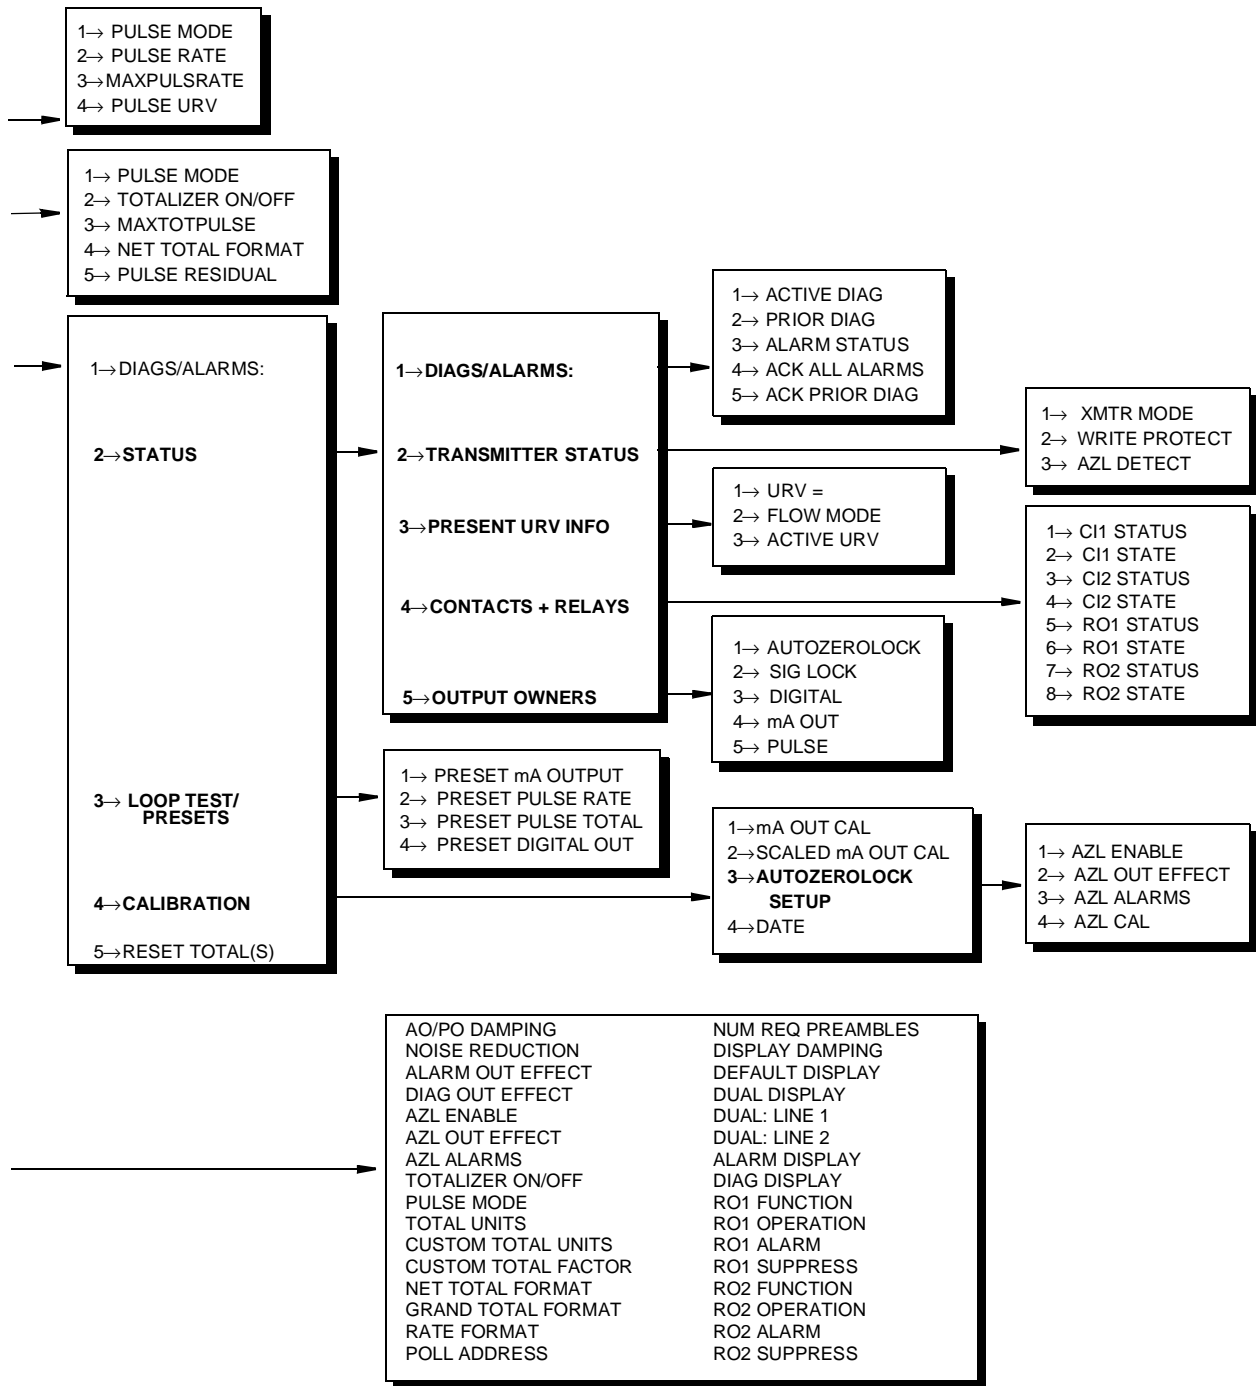 1→ PULSE MODE
2→ PULSE RATE
3→MAXPULSRATE
4→ PULSE URV
1→ PULSE MODE
2→ TOTALIZER ON/OFF
3→ MAXTOTPULSE
4→ NET TOTAL FORMAT
5→ PULSE RESIDUAL
1→DIAGS/ALARMS:
2→STATUS
3→ LOOP TEST/
PRESETS
4→CALIBRATION
5→RESET TOTAL(S)
1→DIAGS/ALARMS:
2→TRANSMITTER STATUS
3→PRESENT URV INFO
4→CONTACTS + RELAYS
5→OUTPUT OWNERS
1→ ACTIVE DIAG
2→ PRIOR DIAG
3→ ALARM STATUS
4→ ACK ALL ALARMS
5→ ACK PRIOR DIAG
1→ XMTR MODE
2→ WRITE PROTECT
3→ AZL DETECT
1→ URV =
2→ FLOW MODE
3→ ACTIVE URV
1→ CI1 STATUS
2→ CI1 STATE
3→ CI2 STATUS
4→ CI2 STATE
5→ RO1 STATUS
6→ RO1 STATE
7→ RO2 STATUS
8→ RO2 STATE
1→ AUTOZEROLOCK
2→ SIG LOCK
3→ DIGITAL
4→ mA OUT
5→ PULSE
1→ PRESET mA OUTPUT
2→ PRESET PULSE RATE
3→ PRESET PULSE TOTAL
4→ PRESET DIGITAL OUT
1→mA OUT CAL
2→SCALED mA OUT CAL
3→AUTOZEROLOCK
SETUP
4→DATE
1→ AZL ENABLE
2→ AZL OUT EFFECT
3→ AZL ALARMS
4→ AZL CAL
AO/PO DAMPING
NOISE REDUCTION
ALARM OUT EFFECT
DIAG OUT EFFECT
AZL ENABLE
AZL OUT EFFECT
AZL ALARMS
TOTALIZER ON/OFF
PULSE MODE
TOTAL UNITS
CUSTOM TOTAL UNITS
CUSTOM TOTAL FACTOR
NET TOTAL FORMAT
GRAND TOTAL FORMAT
RATE FORMAT
POLL ADDRESS
NUM REQ PREAMBLES
DISPLAY DAMPING
DEFAULT DISPLAY
DUAL DISPLAY
DUAL: LINE 1
DUAL: LINE 2
ALARM DISPLAY
DIAG DISPLAY
RO1 FUNCTION
RO1 OPERATION
RO1 ALARM
RO1 SUPPRESS
RO2 FUNCTION
RO2 OPERATION
RO2 ALARM
RO2 SUPPRESS